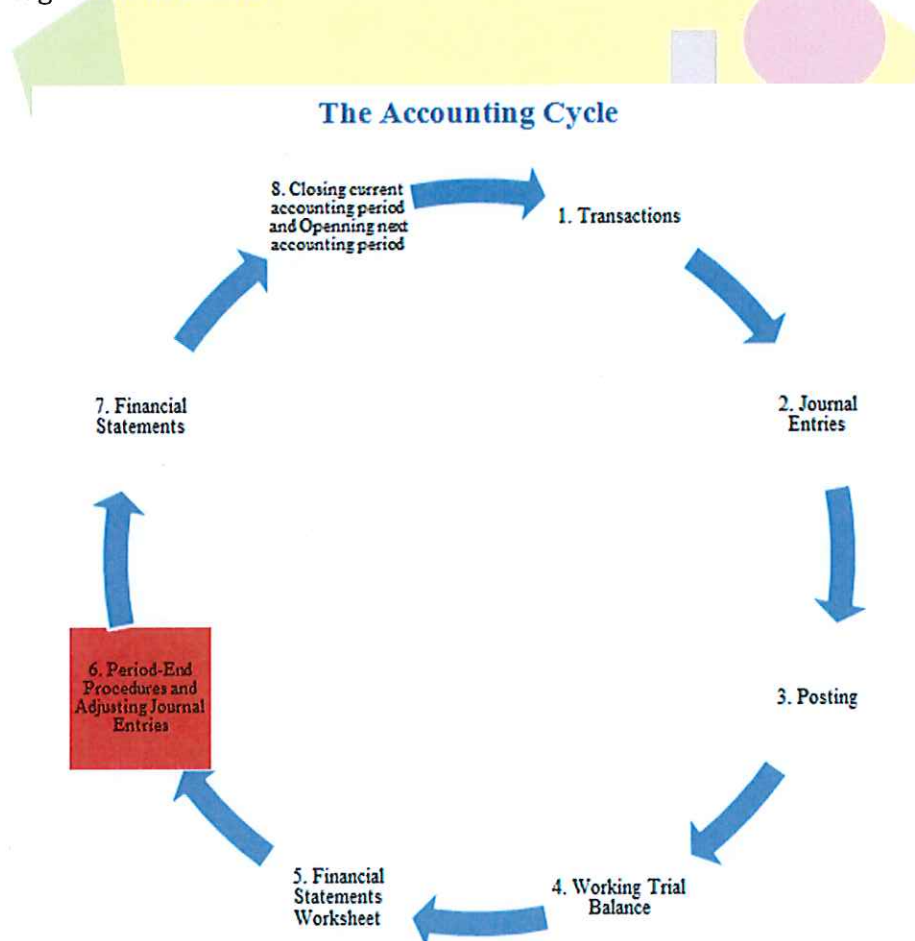 The Accounting Cycle
8. Closing current
accounting period
and Openning next
accounting period
1. Transactions
2. Journal
Entries
3. Posting
4. Working Trial
Balance
5. Financial
Statements
Worksheet
6. Period-End
Procedures and
Adjusting Journal
Entries
7. Financial
Statements